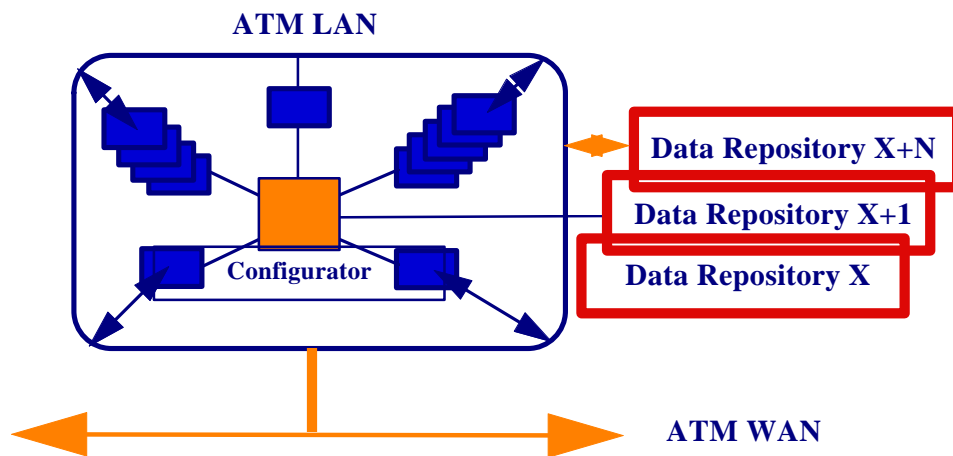 ATM LAN
Data Repository X+N
Data Repository X+1
Configurator
Data Repository X
ATM WAN